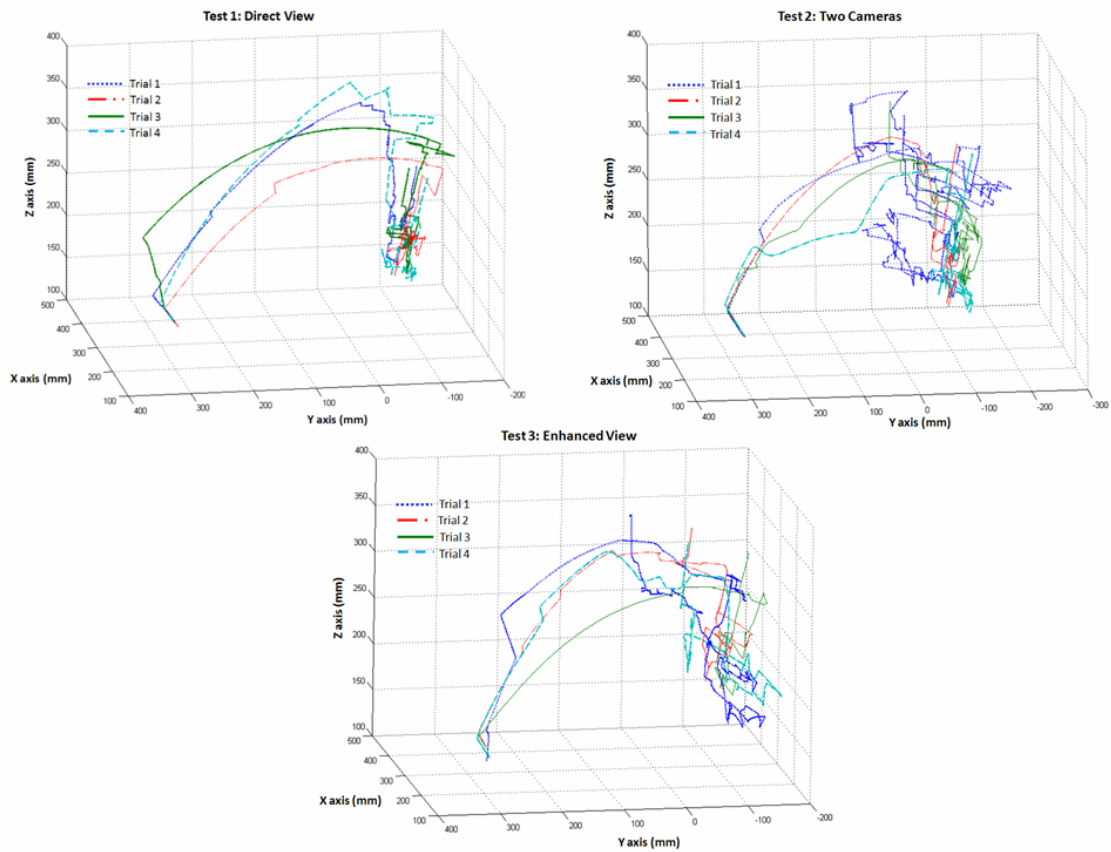 Test 1: Direct View
400
350
300
250
200
150
100
Z axis (mm)
Trial 1
Trial 2
Trial 3
Trial 4
500
400
300
200
100
X axis (mm)
400
300
200
100
0
-100
-200
Y axis (mm)
Test 2: Two Cameras
400
350
300
250
200
150
100
Z axis (mm)
Trial 1
Trial 2
Trial 3
Trial 4
500
400
300
200
100
X axis (mm)
400
300
200
100
0
-100
-200
-300
Y axis (mm)
Test 3: Enhanced View
400
350
300
250
200
150
100
Z axis (mm)
Trial 1
Trial 2
Trial 3
Trial 4
500
400
300
200
100
X axis (mm)
400
300
200
100
0
-100
-200
Y axis (mm)